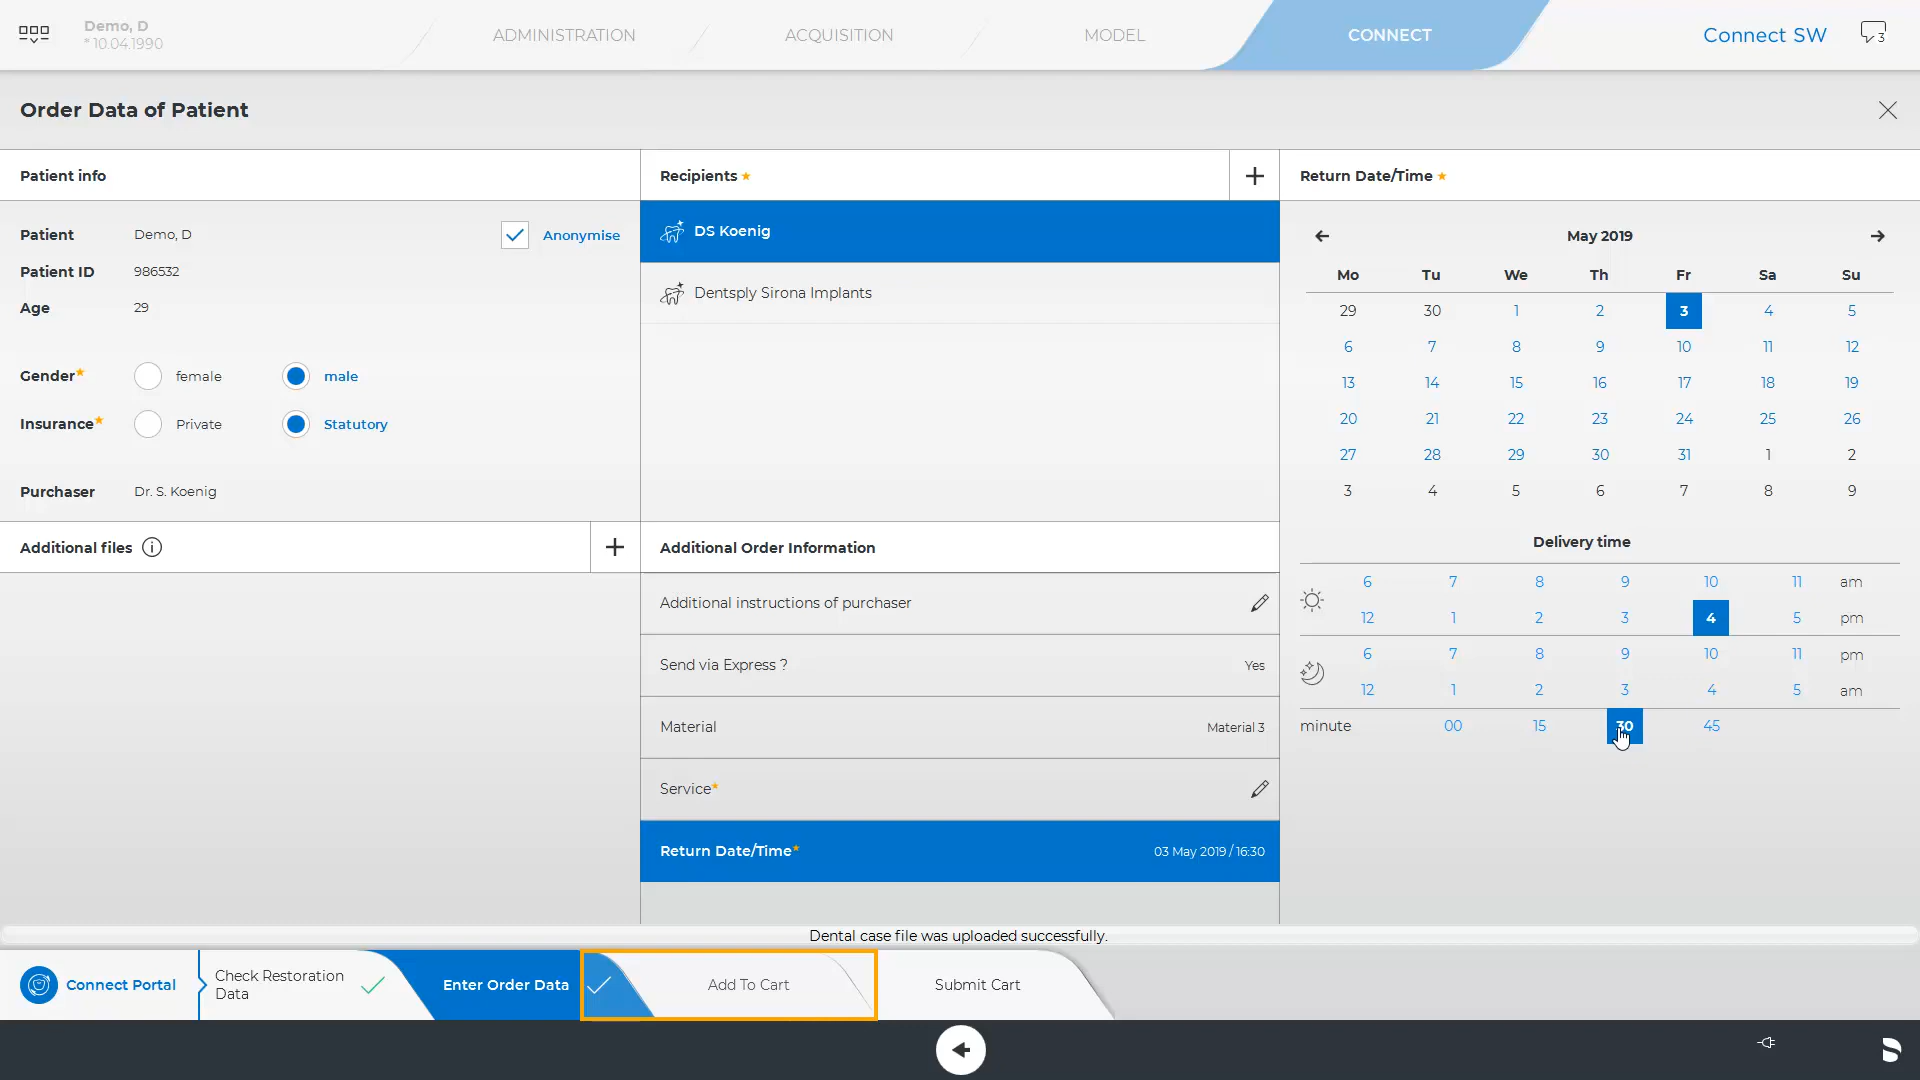 Demo, D
* 10.04.1990
ADMINISTRATION
ACQUISITION
MODEL
CONNECT
Connect SW
3
Order Data of Patient
Patient info
Patient Demo, D
Anonymise
Patient ID 986532
Age 29
Gender* female male
Insurance* Private Statutory
Purchaser Dr. S. Koenig
Additional files
Recipients *
DS Koenig
Dentsply Sirona Implants
Additional Order Information
Additional instructions of purchaser
Send via Express ? Yes
Material Material 3
Service*
Return Date/Time* 03 May 2019 / 16:30
Return Date/Time *
May 2019
Mo Tu We Th Fr Sa Su
29 30 1 2 3 4 5
6 7 8 9 10 11 12
13 14 15 16 17 18 19
20 21 22 23 24 25 26
27 28 29 30 31 1 2
3 4 5 6 7 8 9
Delivery time
6 7 8 9 10 11 am
12 1 2 3 4 5 pm
6 7 8 9 10 11 pm
12 1 2 3 4 5 am
minute 00 15 30 45
Dental case file was uploaded successfully.
Connect Portal
Check Restoration
Data
Enter Order Data
Add To Cart
Submit Cart